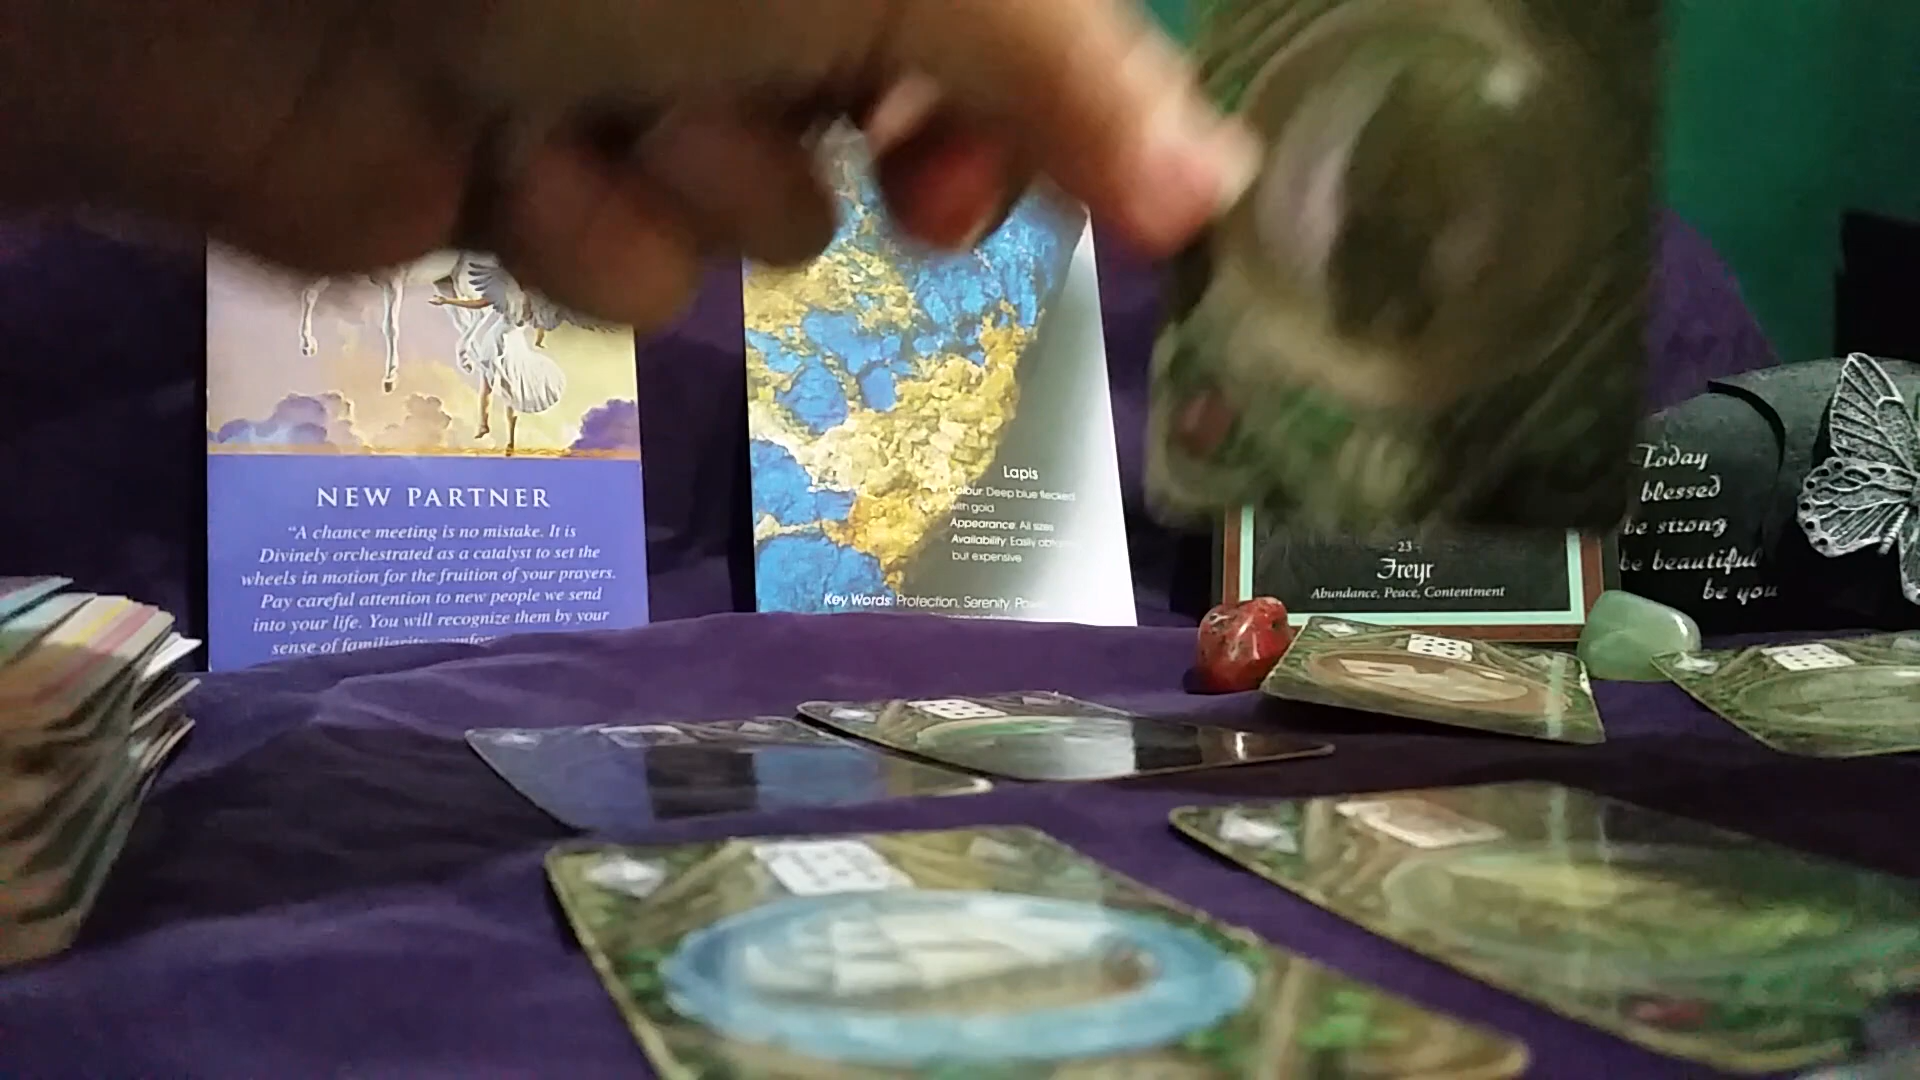 NEW PARTNER
"A chance meeting is no mistake. It is
Divinely orchestrated as a catalyst to set the
wheels in motion for the fruition of your prayers.
Pay careful attention to new people we send
into your life. You will recognize them by your
sense of familiarity
Lapis
Colour: Deep blue flecked
with gold
Appearance: All sizes
Availability: Easily
but expensive
Key Words: Protection, Serenity,
23
Freyr
Abundance, Peace, Contentment
Today
blessed
be strong
be beautiful
be you